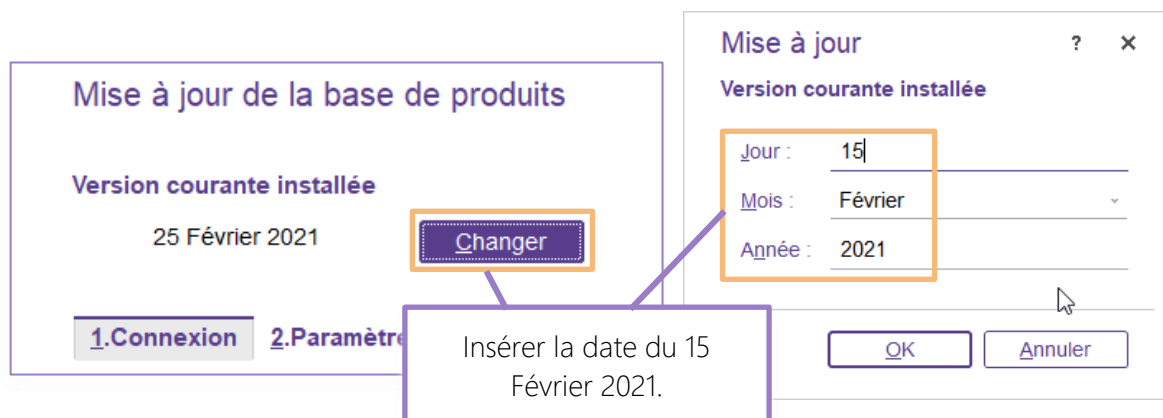 Mise à jour de la base de produits
Version courante installée
25 Février 2021
Changer
1.Connexion 2.Paramètre
Mise à jour ? ×
Version courante installée
Jour : 15
Mois : Février
Année : 2021
OK Annuler
Insérer la date du 15
Février 2021.